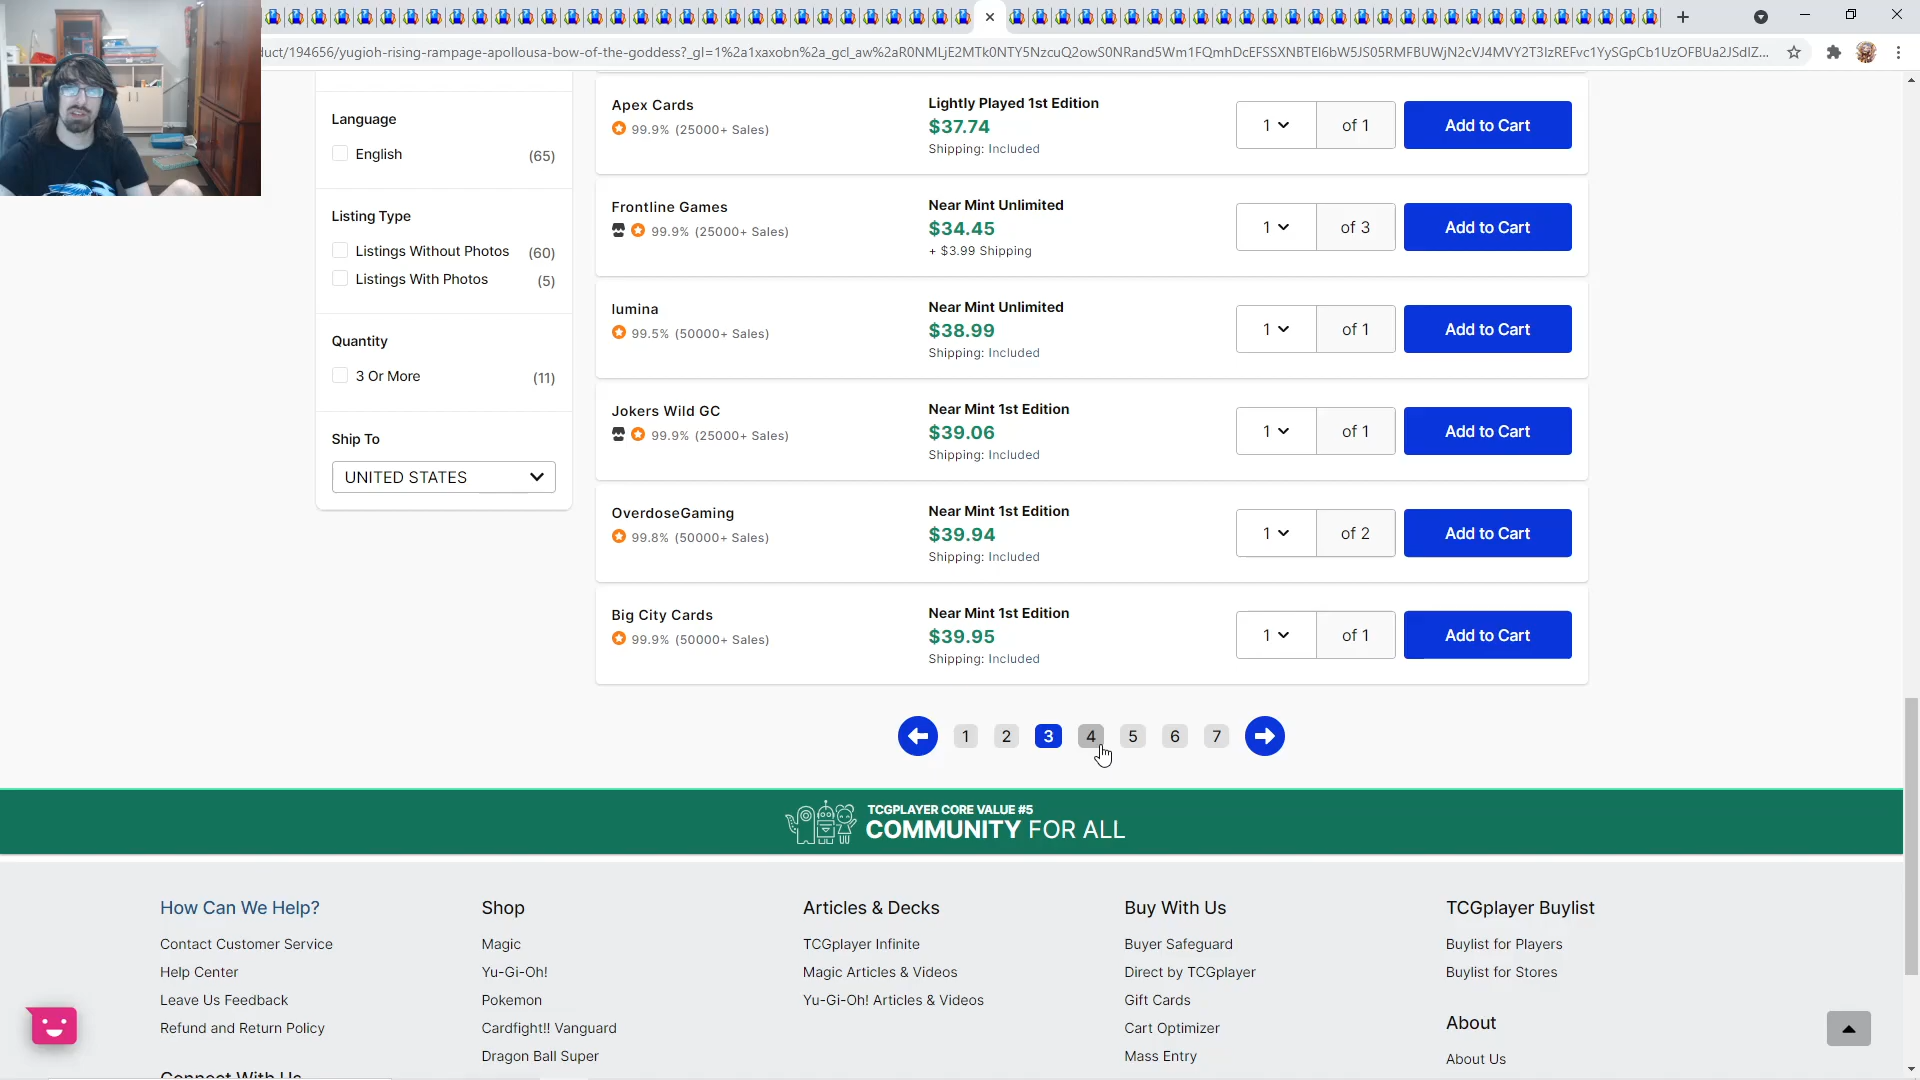 duct/194656/yugioh-rising-rampage-apollousa-bow-of-the-goddess?_gl=1%2a1xaxobn%2a_gcl_aw%2a
Language
English (65)
Listing Type
Listings Without Photos (60)
Listings With Photos (5)
Quantity
3 Or More (11)
Ship To
UNITED STATES
Apex Cards
99.9% (25000+ Sales)
Lightly Played 1st Edition
$37.74
Shipping: Included
1 of 1 Add to Cart
Frontline Games
99.9% (25000+ Sales)
Near Mint Unlimited
$34.45
+ $3.99 Shipping
1 of 3 Add to Cart
lumina
99.5% (50000+ Sales)
Near Mint Unlimited
$38.99
Shipping: Included
1 of 1 Add to Cart
Jokers Wild GC
99.9% (25000+ Sales)
Near Mint 1st Edition
$39.06
Shipping: Included
1 of 1 Add to Cart
OverdoseGaming
99.8% (50000+ Sales)
Near Mint 1st Edition
$39.94
Shipping: Included
1 of 2 Add to Cart
Big City Cards
99.9% (50000+ Sales)
Near Mint 1st Edition
$39.95
Shipping: Included
1 of 1 Add to Cart
1 2 3 4 5 6 7
TCGPLAYER CORE VALUE #5
COMMUNITY FOR ALL
How Can We Help?
Contact Customer Service
Help Center
Leave Us Feedback
Refund and Return Policy
Connect With Us
Shop
Magic
Yu-Gi-Oh!
Pokemon
Cardfight!! Vanguard
Dragon Ball Super
Articles & Decks
TCGplayer Infinite
Magic Articles & Videos
Yu-Gi-Oh! Articles & Videos
Buy With Us
Buyer Safeguard
Direct by TCGplayer
Gift Cards
Cart Optimizer
Mass Entry
TCGplayer Buylist
Buylist for Players
Buylist for Stores
About
About Us